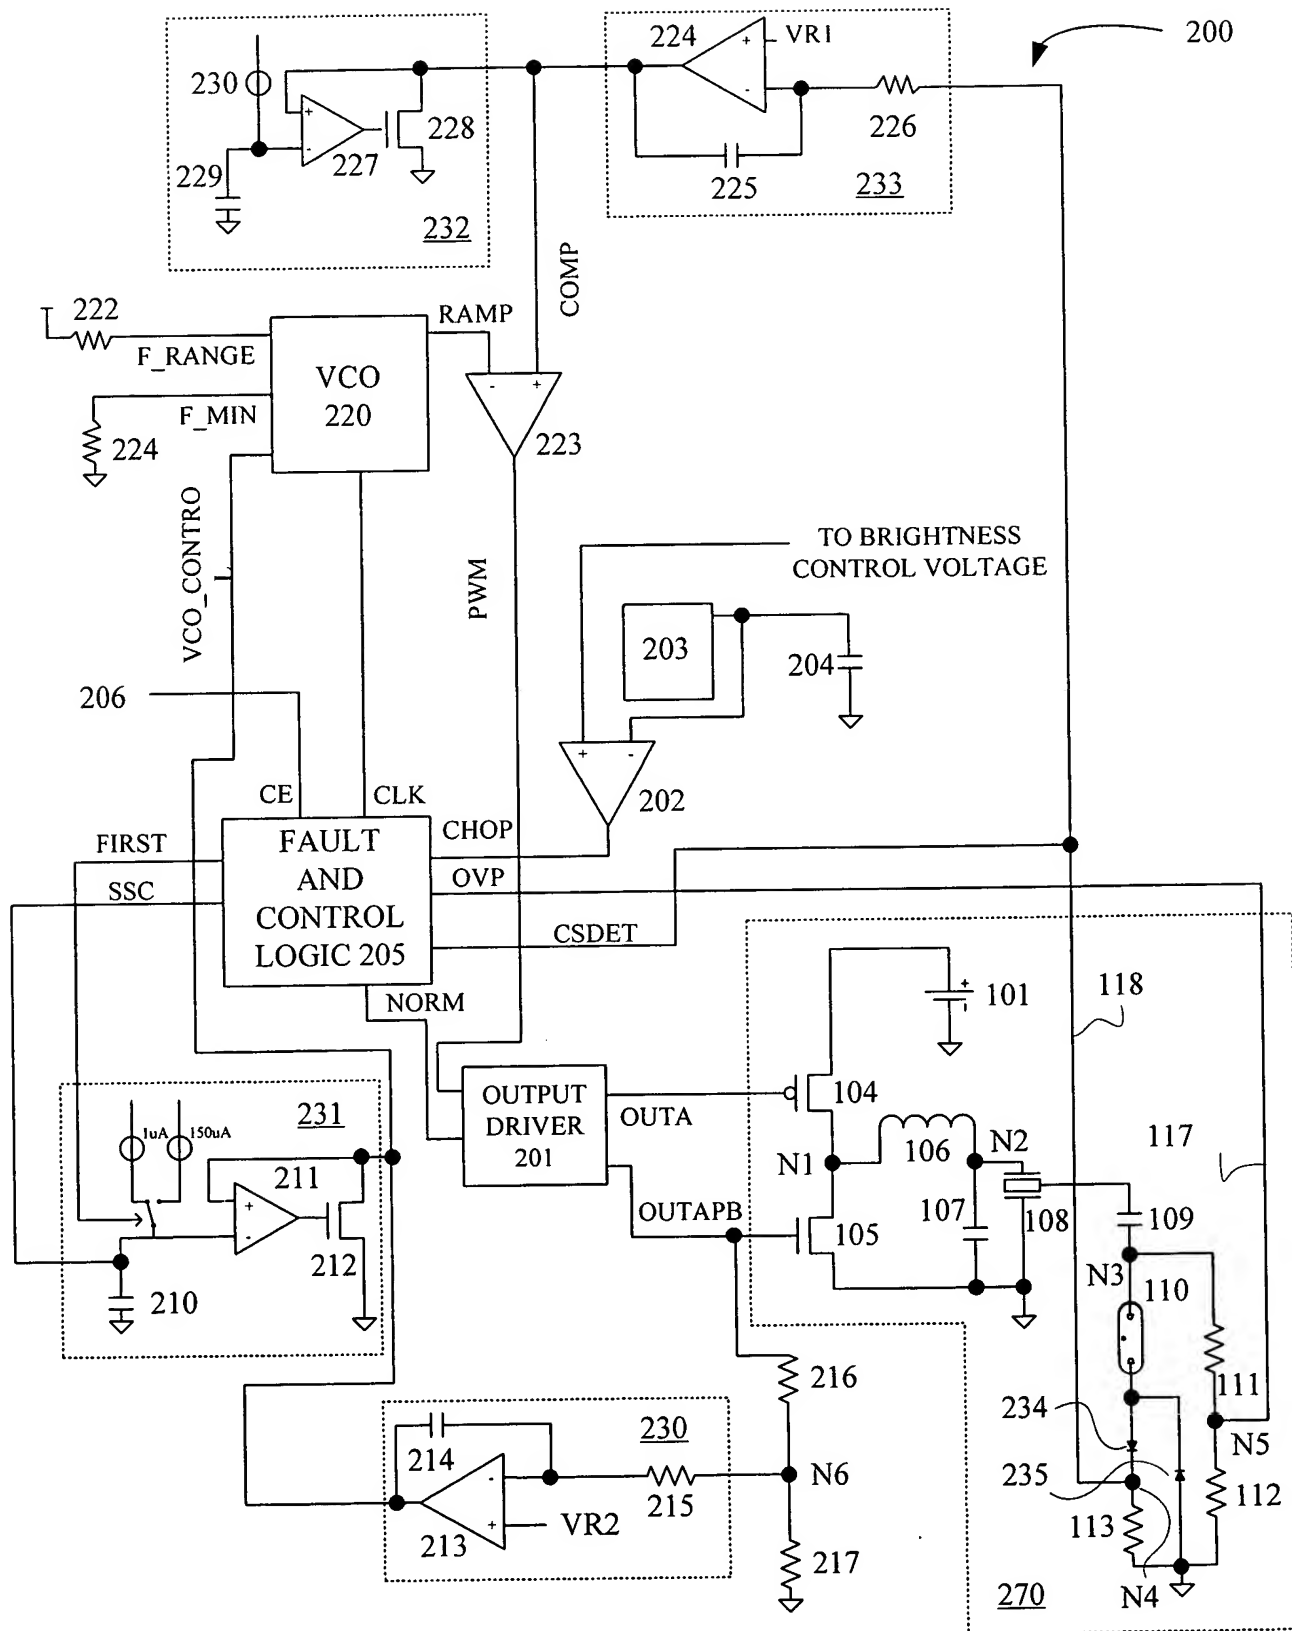 200
224
+
VR1
-
226
225
233
230
+
-
227
228
229
232
COMP
222
F_RANGE
RAMP
VCO
220
F_MIN
224
-
+
223
VCO_CONTRO
L
PWM
TO BRIGHTNESS
CONTROL VOLTAGE
203
204
206
+
-
202
CE
CLK
FIRST
SSC
FAULT
AND
CONTROL
LOGIC 205
CHOP
OVP
CSDET
NORM
101
+
-
118
117
OUTPUT
DRIVER
201
OUTA
OUTAPB
104
105
N1
106
N2
107
108
109
N3
110
111
N5
112
113
N4
234
235
270
231
1uA
150uA
211
+
-
212
210
216
N6
217
230
214
-
215
+
VR2
213